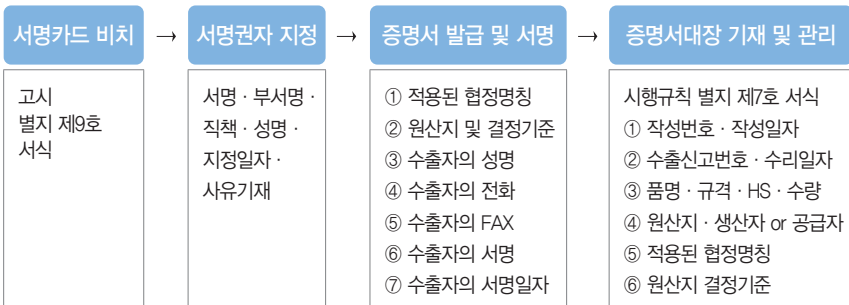 서명카드 비치 → 서명권자 지정 → 증명서 발급 및 서명 → 증명서대장 기재 및 관리
고시
별지 제9호
서식
서명 · 부서명 ·
직책 · 성명 ·
지정일자 ·
사유기재
① 적용된 협정명칭
② 원산지 및 결정기준
③ 수출자의 성명
④ 수출자의 전화
⑤ 수출자의 FAX
⑥ 수출자의 서명
⑦ 수출자의 서명일자
시행규칙 별지 제7호 서식
① 작성번호 · 작성일자
② 수출신고번호 · 수리일자
③ 품명 · 규격 · HS · 수량
④ 원산지 · 생산자 or 공급자
⑤ 적용된 협정명칭
⑥ 원산지 결정기준